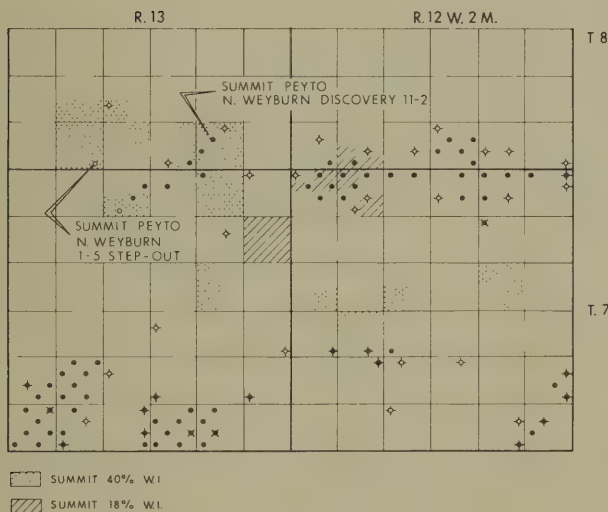 R. 13
R.12 W. 2 M.
T 8
SUMMIT PEYTO
N. WEYBURN DISCOVERY 11-2
SUMMIT PEYTO
N. WEYBURN
1-5 STEP-OUT
T. 7
SUMMIT 40% W.I
SUMMIT 18% W.I.